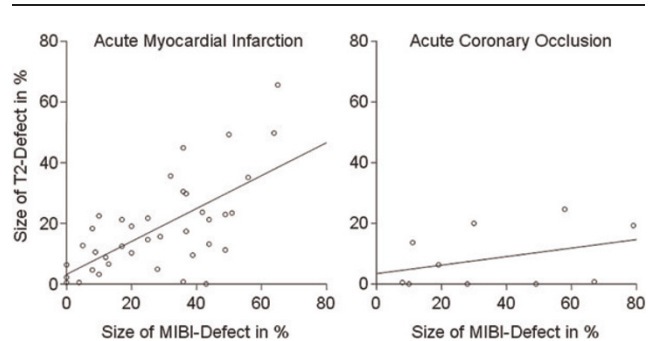 Acute Myocardial Infarction
80
60
40
20
0
0 20 40 60 80
Size of T2-Defect in %
Size of MIBI-Defect in %
Acute Coronary Occlusion
80
60
40
20
0
0 20 40 60 80
Size of MIBI-Defect in %